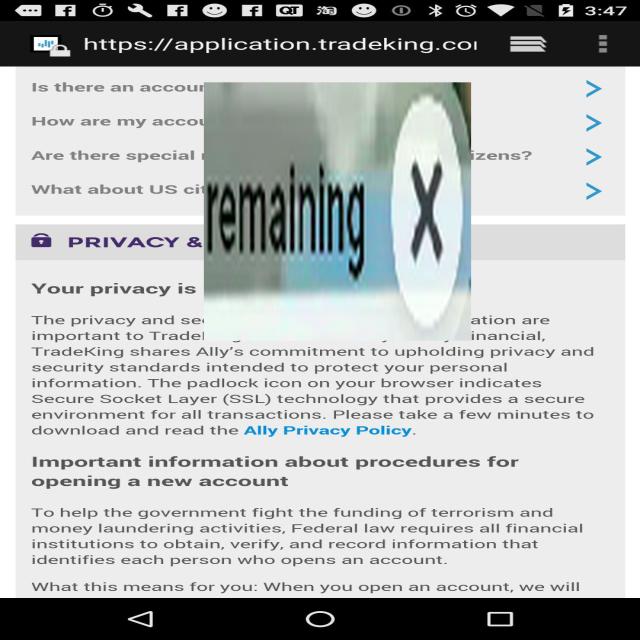 3:47
https://application.tradeking.co
Is there an accou
How are my accou
Are there special
izens?
What about US cit
remaining X
PRIVACY &
Your privacy is
The privacy and se ation are
important to Trade inancial,
TradeKing shares Ally's commitment to upholding privacy and
security standards intended to protect your personal
information. The padlock icon on your browser indicates
Secure Socket Layer (SSL) technology that provides a secure
environment for all transactions. Please take a few minutes to
download and read the Ally Privacy Policy.
Important information about procedures for
opening a new account
To help the government fight the funding of terrorism and
money laundering activities, Federal law requires all financial
institutions to obtain, verify, and record information that
identifies each person who opens an account.
What this means for you: When you open an account, we will